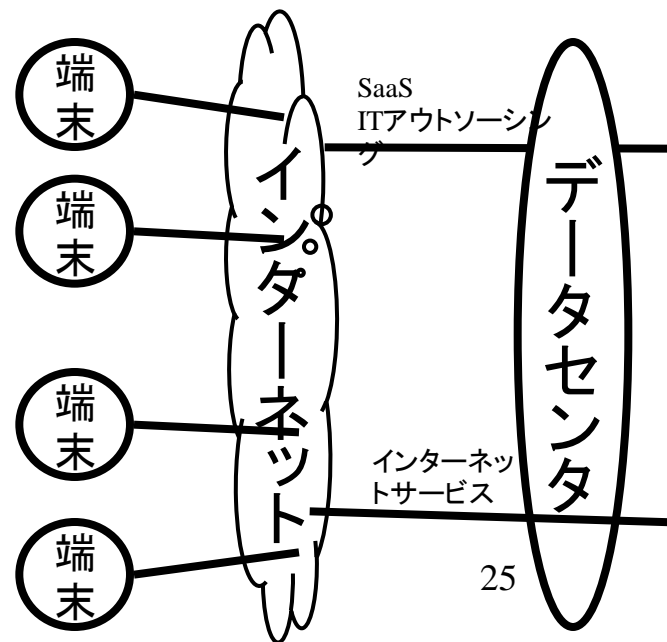 端
末
端
末
端
末
端
末
インターネット
SaaS
ITアウトソーシン
グ
インターネッ
トサービス
25
データセンタ